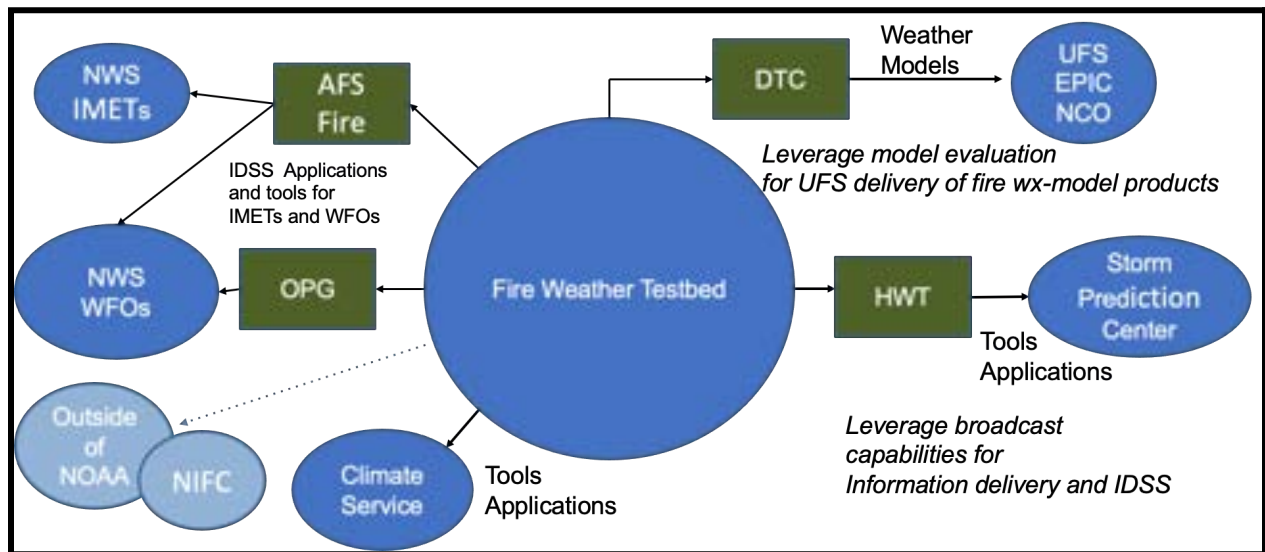 NWS
IMETs
AFS
Fire
IDSS Applications
and tools for
IMETs and WFOs
NWS
WFOs
OPG
Outside
of
NOAA
NIFC
Climate
Service
Tools
Applications
Fire Weather Testbed
DTC
Weather
Models
UFS
EPIC
NCO
Leverage model evaluation
for UFS delivery of fire wx-model products
HWT
Storm
Prediction
Center
Tools
Applications
Leverage broadcast
capabilities for
Information delivery and IDSS